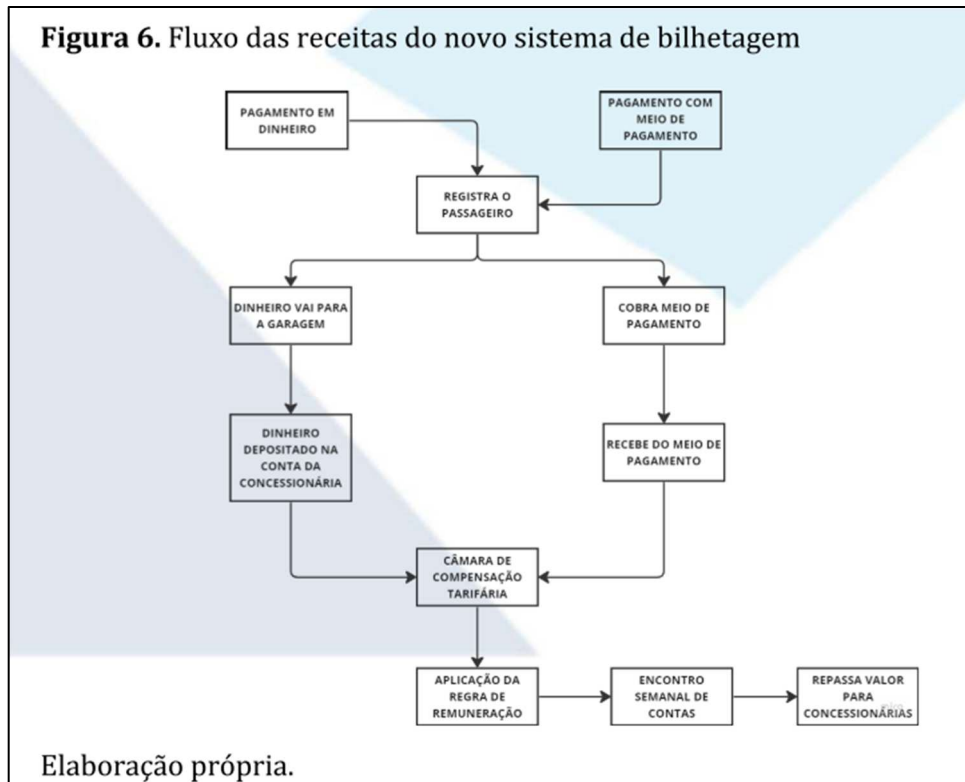 Figura 6. Fluxo das receitas do novo sistema de bilhetagem
PAGAMENTO EM
DINHEIRO
PAGAMENTO COM
MEIO DE
PAGAMENTO
REGISTRA O
PASSAGEIRO
DINHEIRO VAI PARA
A GARAGEM
COBRA MEIO DE
PAGAMENTO
DINHEIRO
DEPOSITADO NA
CONTA DA
CONCESSIONÁRIA
RECEBE DO MEIO DE
PAGAMENTO
CÂMARA DE
COMPENSAÇÃO
TARIFÁRIA
APLICAÇÃO DA
REGRA DE
REMUNERAÇÃO
ENCONTRO
SEMANAL DE
CONTAS
REPASSA VALOR
PARA
CONCESSIONÁRIAS
Elaboração própria.